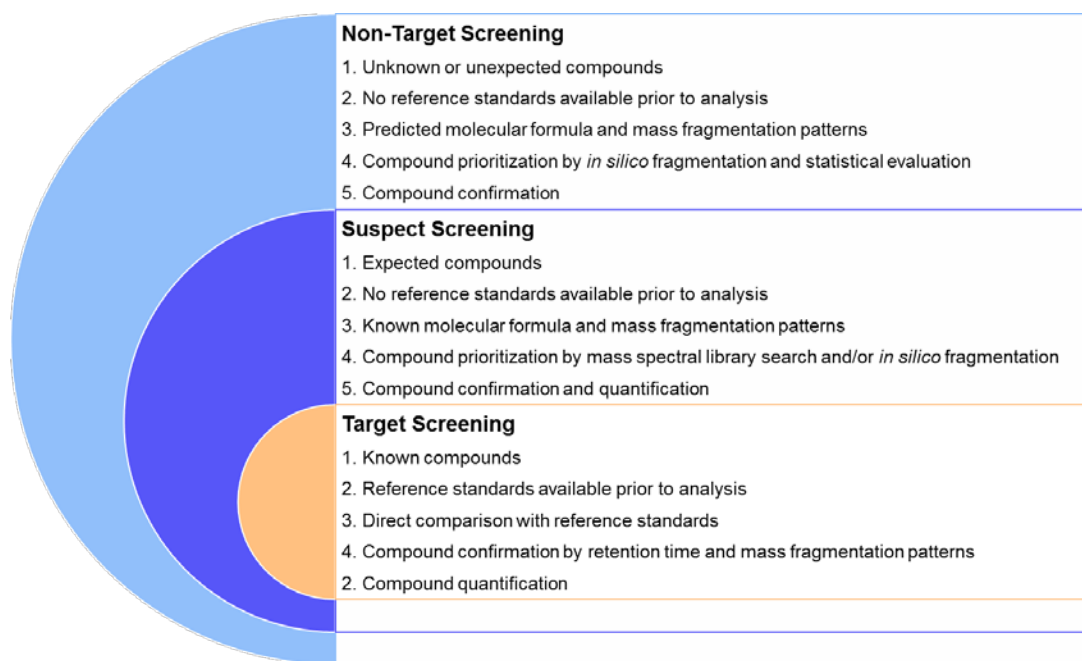 Non-Target Screening
1. Unknown or unexpected compounds
2. No reference standards available prior to analysis
3. Predicted molecular formula and mass fragmentation patterns
4. Compound prioritization by in silico fragmentation and statistical evaluation
5. Compound confirmation
Suspect Screening
1. Expected compounds
2. No reference standards available prior to analysis
3. Known molecular formula and mass fragmentation patterns
4. Compound prioritization by mass spectral library search and/or in silico fragmentation
5. Compound confirmation and quantification
Target Screening
1. Known compounds
2. Reference standards available prior to analysis
3. Direct comparison with reference standards
4. Compound confirmation by retention time and mass fragmentation patterns
2. Compound quantification